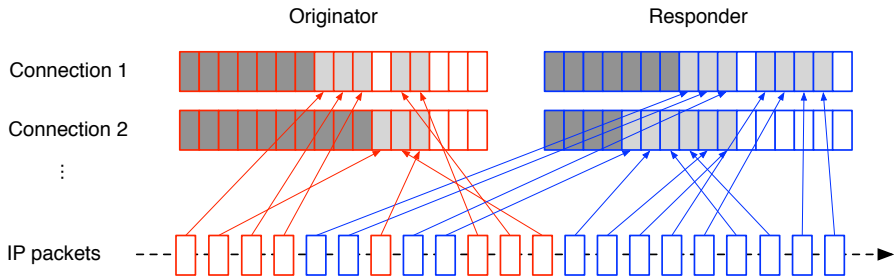 Originator
Responder
Connection 1
Connection 2
⋮
IP packets